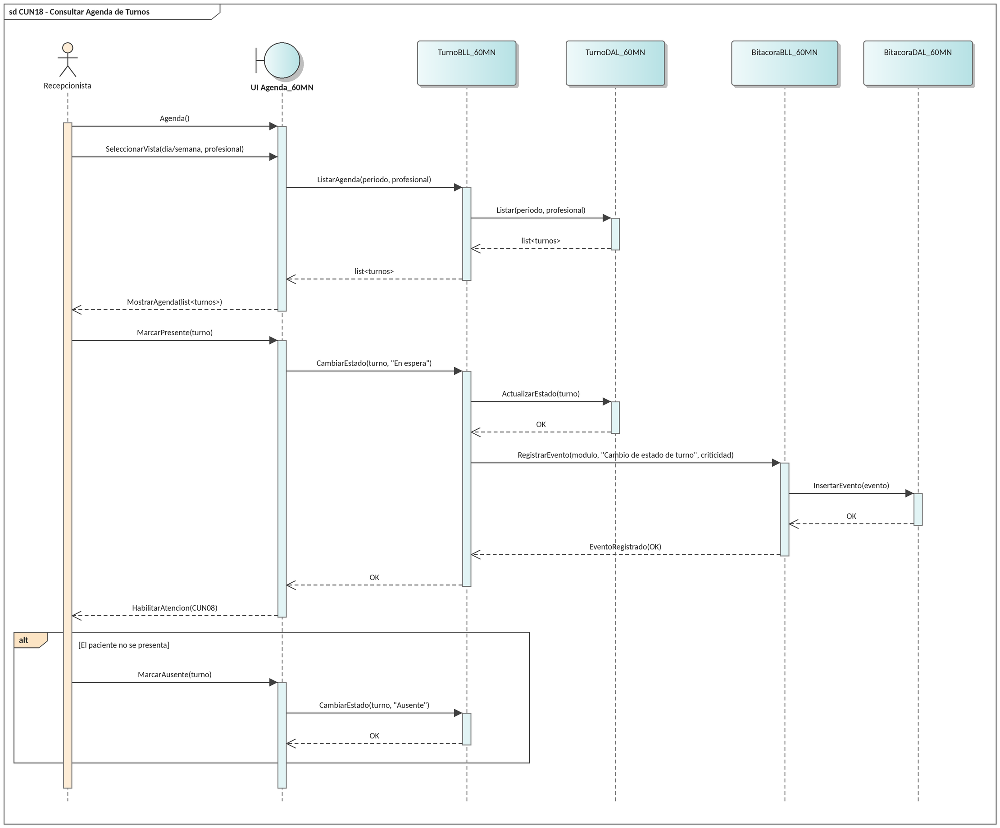 sd CUN18 - Consultar Agenda de Turnos
Recepcionista
UI Agenda_60MN
TurnoBLL_60MN
TurnoDAL_60MN
BitacoraBLL_60MN
BitacoraDAL_60MN
Agenda()
SeleccionarVista(dia/semana, profesional)
ListarAgenda(periodo, profesional)
Listar(periodo, profesional)
list<turnos>
list<turnos>
MostrarAgenda(list<turnos>)
MarcarPresente(turno)
CambiarEstado(turno, "En espera")
ActualizarEstado(turno)
OK
RegistrarEvento(modulo, "Cambio de estado de turno", criticidad)
InsertarEvento(evento)
OK
EventoRegistrado(OK)
OK
HabilitarAtencion(CUN08)
alt
[El paciente no se presenta]
MarcarAusente(turno)
CambiarEstado(turno, "Ausente")
OK